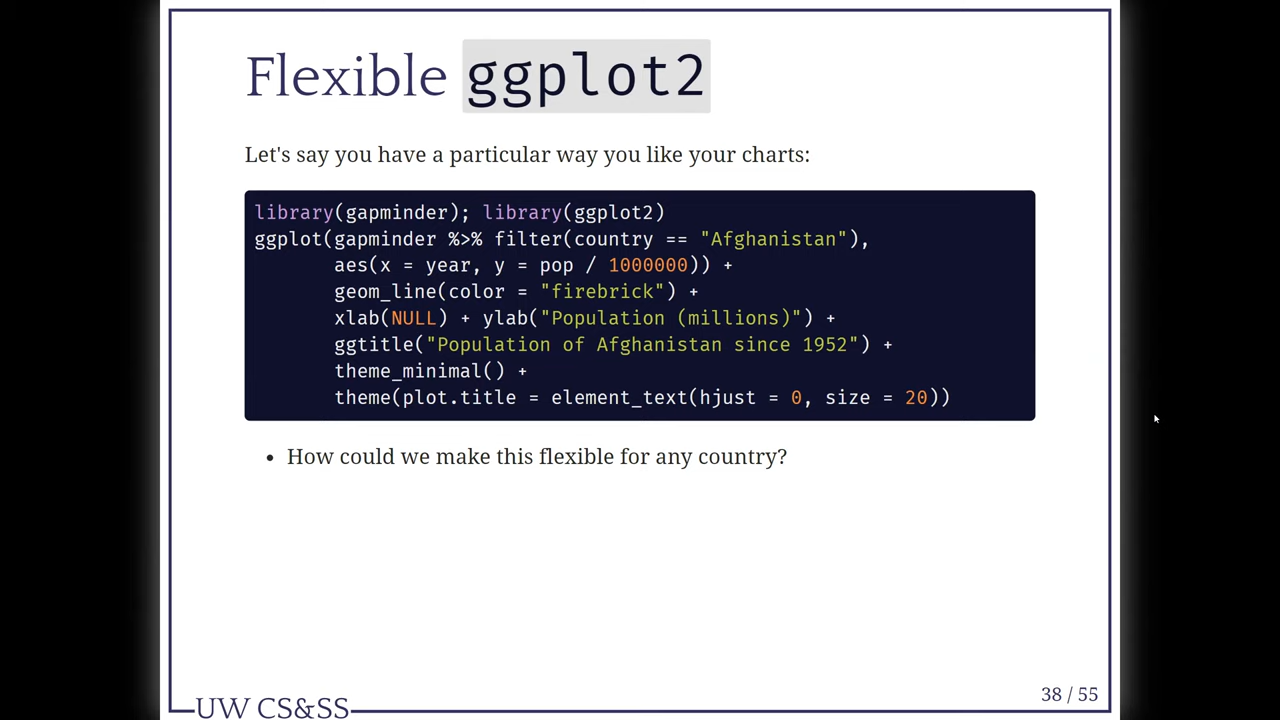 Flexible ggplot2
Let's say you have a particular way you like your charts:
library(gapminder); library(ggplot2)
ggplot(gapminder %>% filter(country == "Afghanistan"),
       aes(x = year, y = pop / 1000000)) +
       geom_line(color = "firebrick") +
       xlab(NULL) + ylab("Population (millions)") +
       ggtitle("Population of Afghanistan since 1952") +
       theme_minimal() +
       theme(plot.title = element_text(hjust = 0, size = 20))
• How could we make this flexible for any country?
38 / 55
UW CS&SS